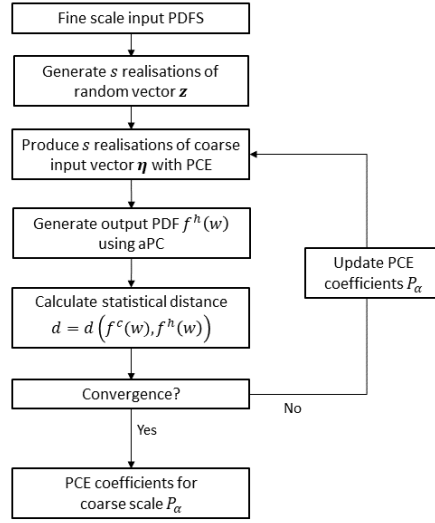 Fine scale input PDFS
Generate s realisations of
random vector z
Produce s realisations of coarse
input vector η with PCE
Generate output PDF f^h(w)
using aPC
Update PCE
coefficients P_α
Calculate statistical distance
d = d(f^c(w), f^h(w))
Convergence?
No
Yes
PCE coefficients for
coarse scale P_α